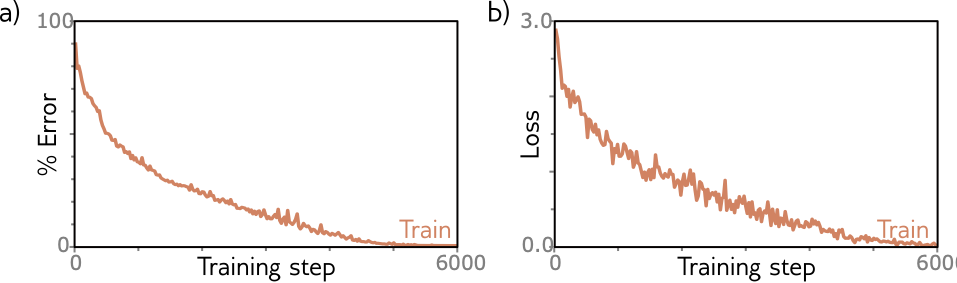 a)
100
% Error
0
Train
0
Training step
6000
b)
3.0
Loss
0.0
Train
0
Training step
6000